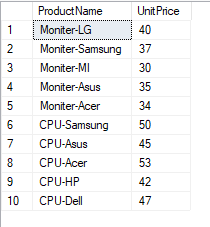 ProductName UnitPrice
1 Moniter-LG 40
2 Moniter-Samsung 37
3 Moniter-MI 30
4 Moniter-Asus 35
5 Moniter-Acer 34
6 CPU-Samsung 50
7 CPU-Asus 45
8 CPU-Acer 53
9 CPU-HP 42
10 CPU-Dell 47